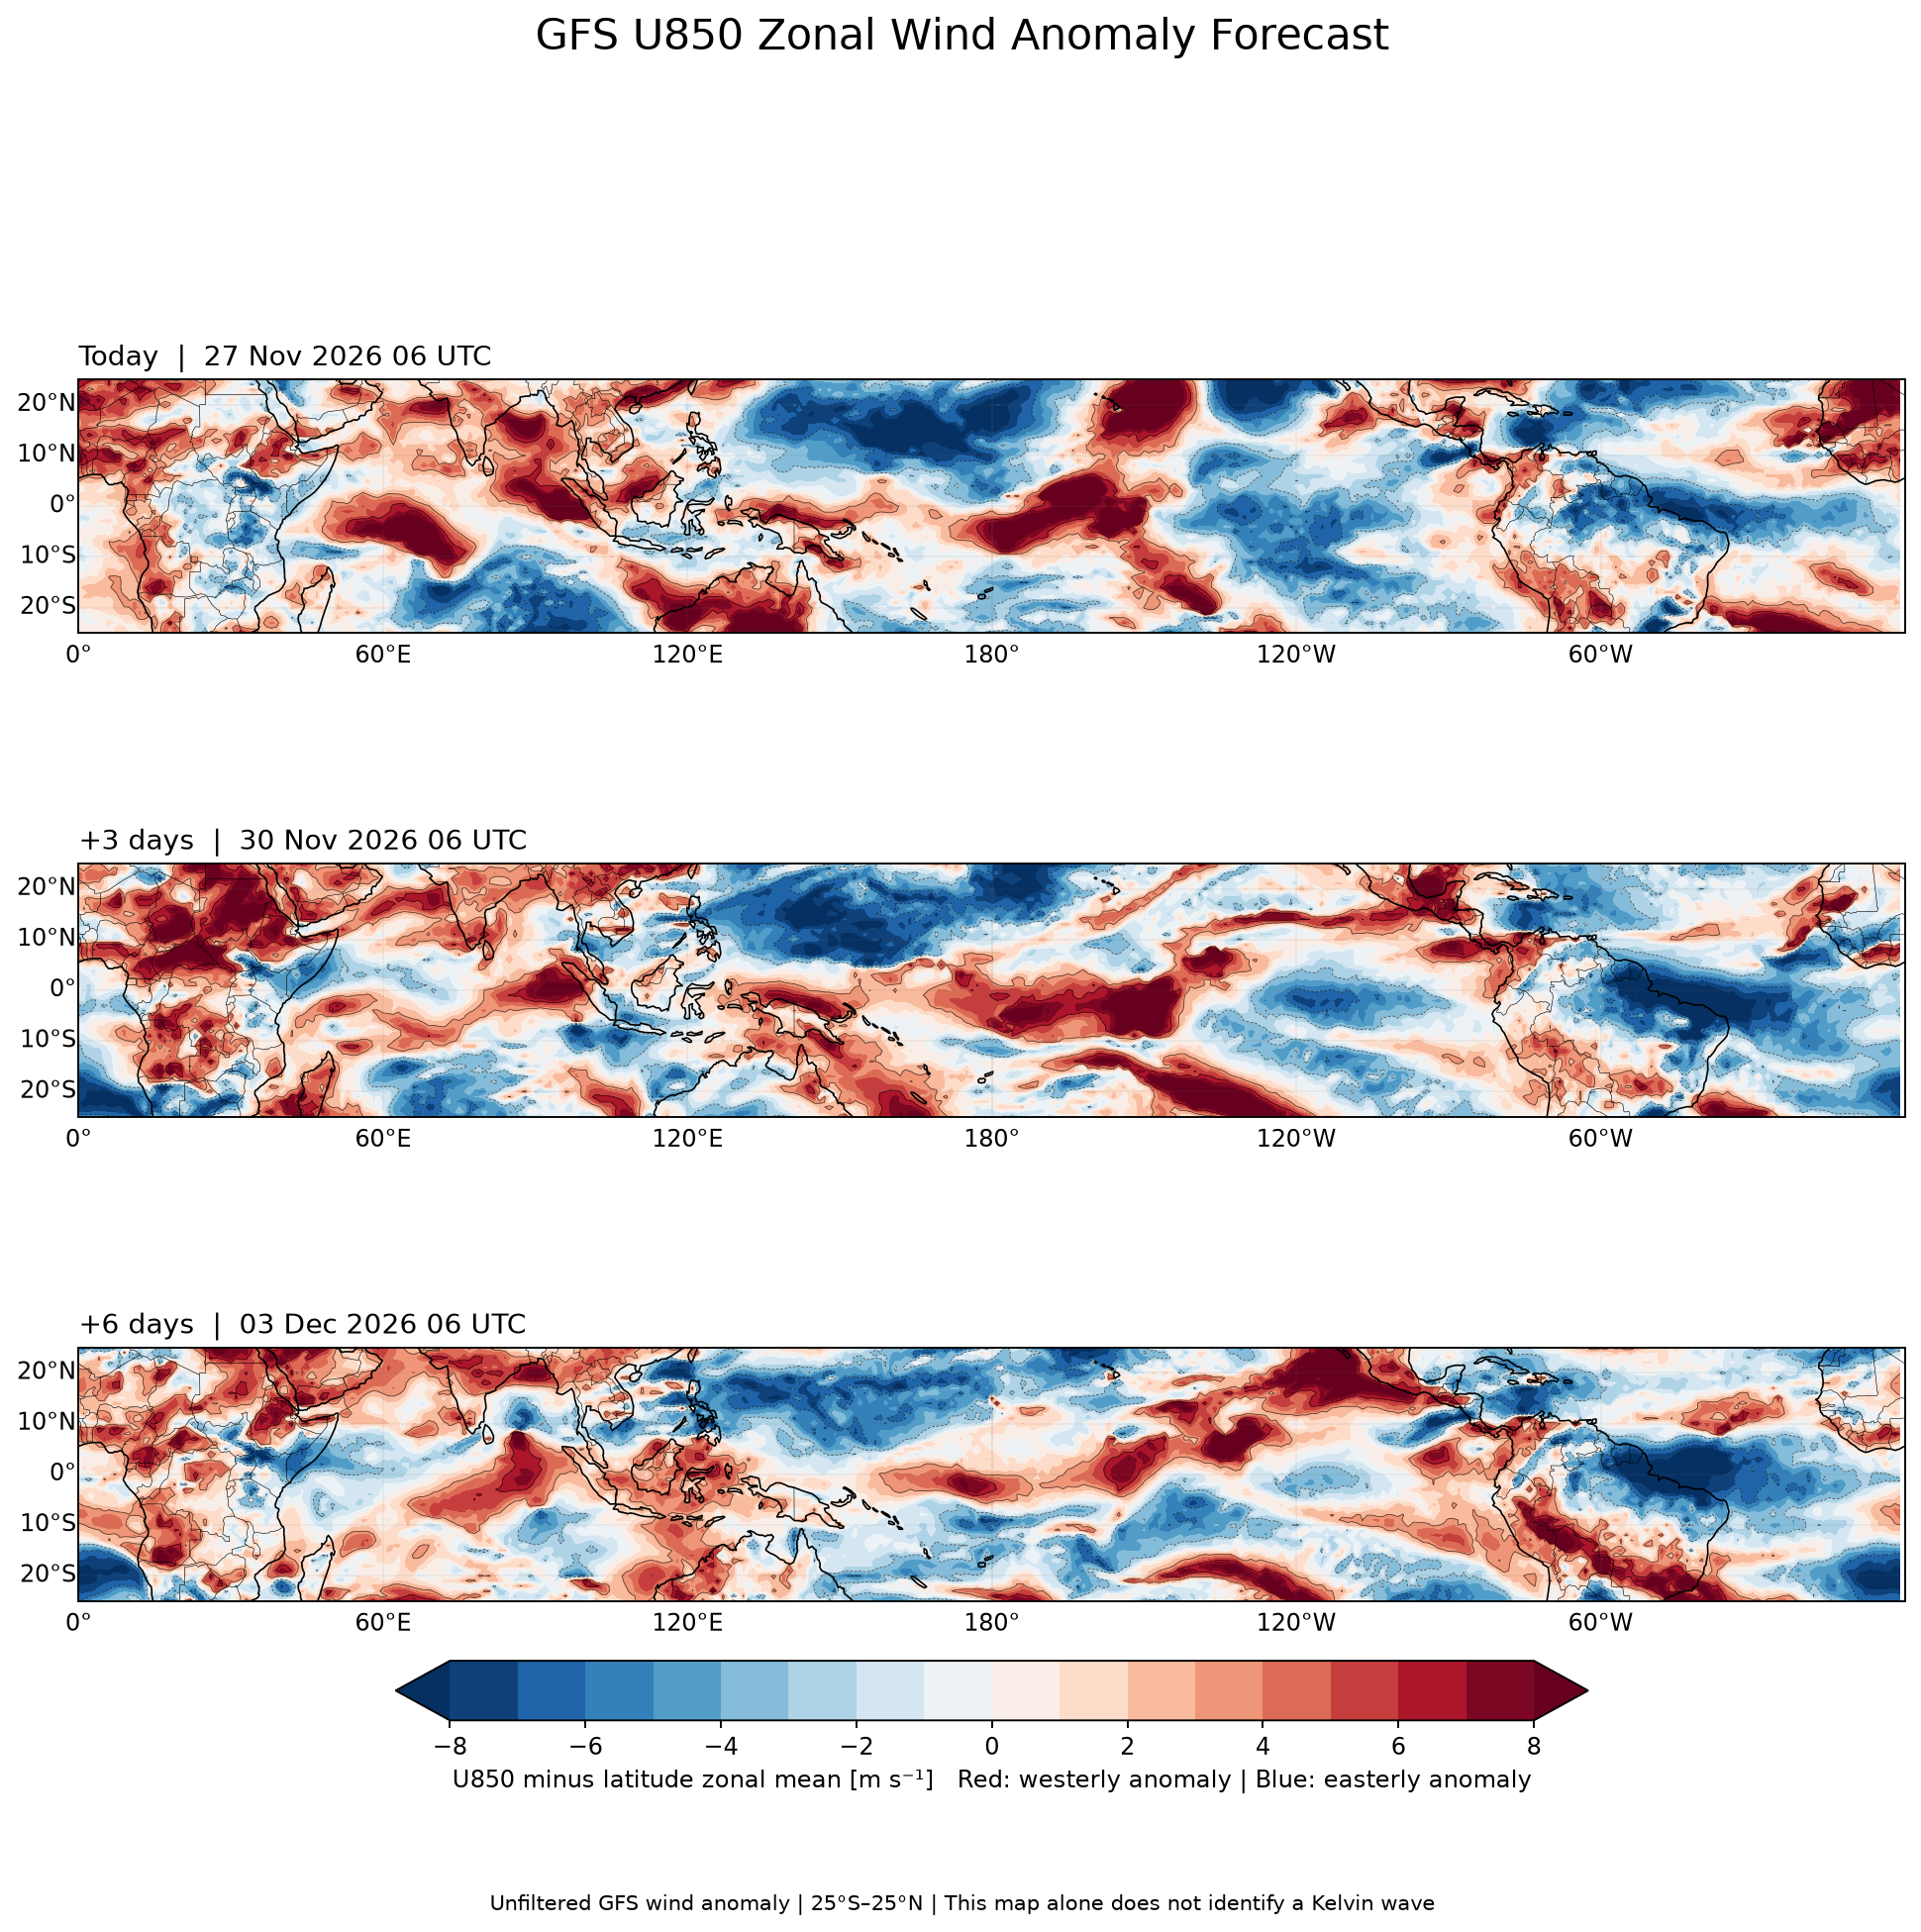 GFS U850 Zonal Wind Anomaly Forecast
Today | 27 Nov 2026 06 UTC
20°N
10°N
0°
10°S
20°S
0° 60°E 120°E 180° 120°W 60°W
+3 days | 30 Nov 2026 06 UTC
20°N
10°N
0°
10°S
20°S
0° 60°E 120°E 180° 120°W 60°W
+6 days | 03 Dec 2026 06 UTC
20°N
10°N
0°
10°S
20°S
0° 60°E 120°E 180° 120°W 60°W
−8 −6 −4 −2 0 2 4 6 8
U850 minus latitude zonal mean [m s⁻¹] Red: westerly anomaly | Blue: easterly anomaly
Unfiltered GFS wind anomaly | 25°S–25°N | This map alone does not identify a Kelvin wave